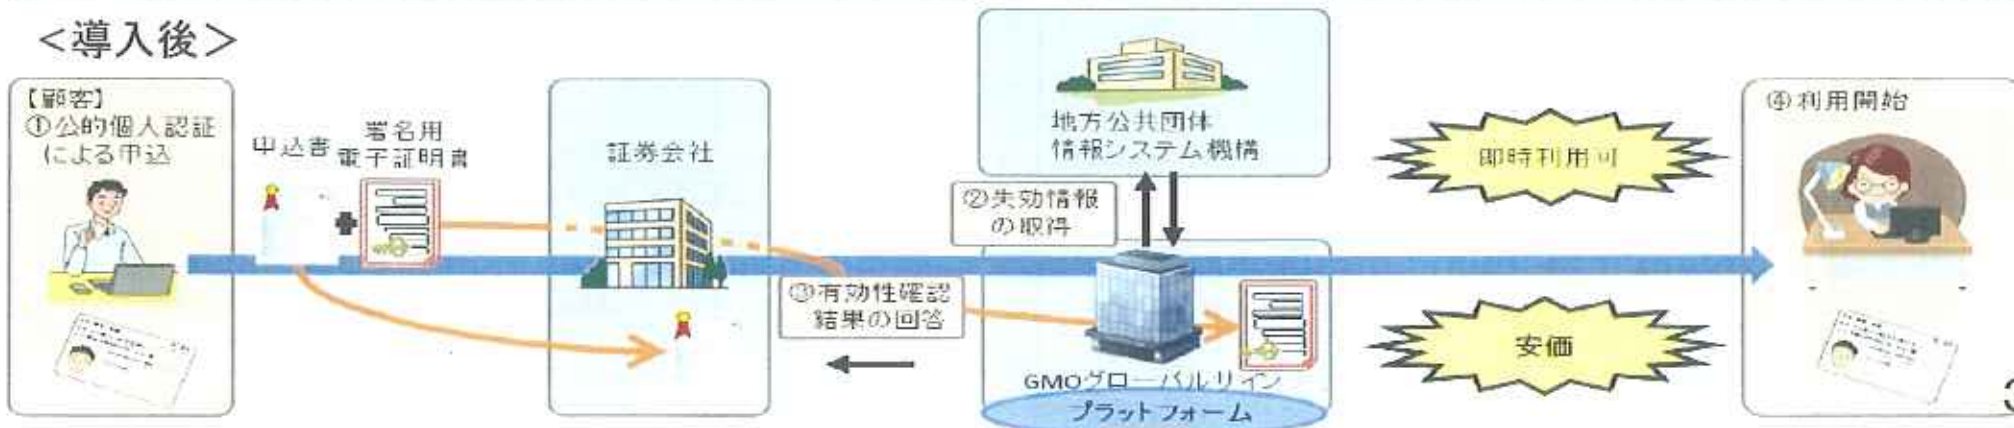 ＜導入後＞
【顧客】
①公的個人認証
による申込
申込書
署名用
電子証明書
証券会社
地方公共団体
情報システム機構
②失効情報
の取得
③有効性確認
結果の回答
GMOグローバルサイン
プラットフォーム
即時利用可
安価
④利用開始
3